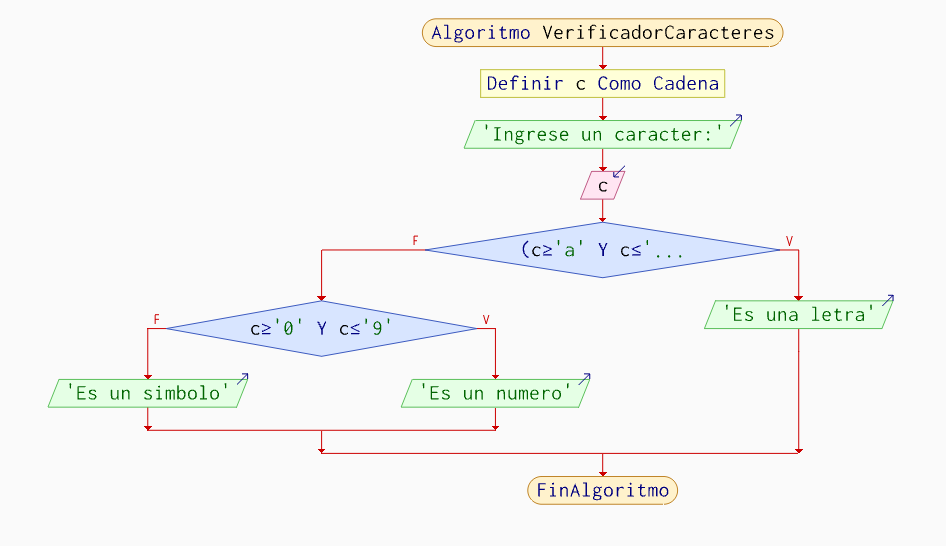 Algoritmo VerificadorCaracteres
Definir c Como Cadena
'Ingrese un caracter:'
c
F
(c≥'a' Y c≤'...
V
F
c≥'0' Y c≤'9'
V
'Es una letra'
'Es un simbolo'
'Es un numero'
FinAlgoritmo